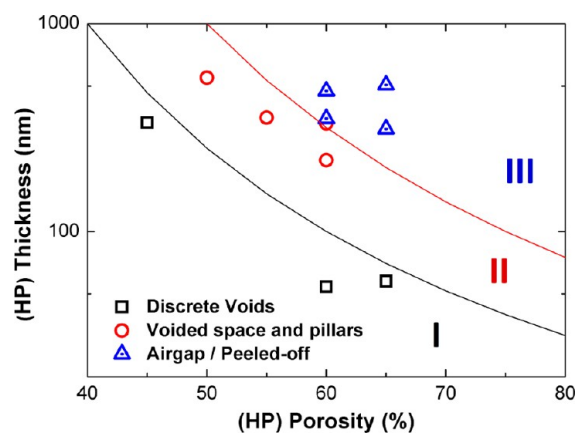 1000
100
(HP) Thickness (nm)
III
II
I
Discrete Voids
Voided space and pillars
Airgap / Peeled-off
40 50 60 70 80
(HP) Porosity (%)